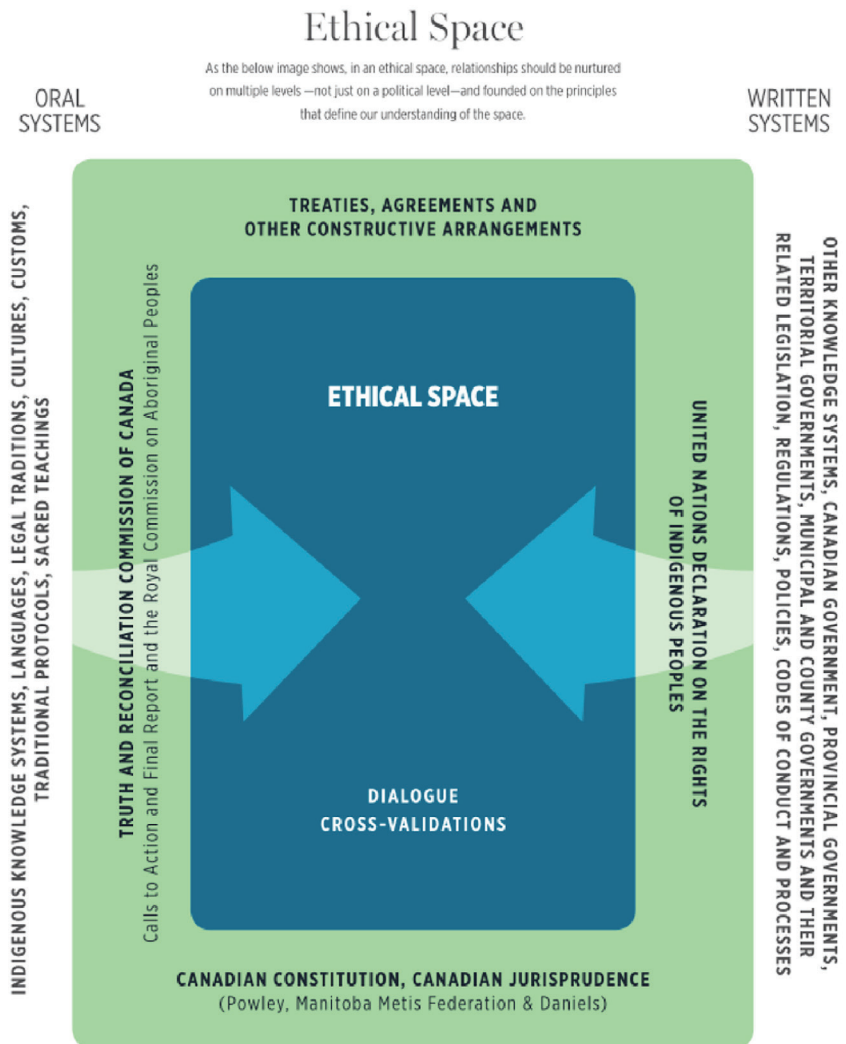 Ethical Space
As the below image shows, in an ethical space, relationships should be nurtured
on multiple levels —not just on a political level—and founded on the principles
that define our understanding of the space.
ORAL
SYSTEMS
WRITTEN
SYSTEMS
INDIGENOUS KNOWLEDGE SYSTEMS, LANGUAGES, LEGAL TRADITIONS, CULTURES, CUSTOMS,
TRADITIONAL PROTOCOLS, SACRED TEACHINGS
TREATIES, AGREEMENTS AND
OTHER CONSTRUCTIVE ARRANGEMENTS
TRUTH AND RECONCILIATION COMMISSION OF CANADA
Calls to Action and Final Report and the Royal Commission on Aboriginal Peoples
ETHICAL SPACE
DIALOGUE
CROSS-VALIDATIONS
UNITED NATIONS DECLARATION ON THE RIGHTS
OF INDIGENOUS PEOPLES
CANADIAN CONSTITUTION, CANADIAN JURISPRUDENCE
(Powley, Manitoba Metis Federation & Daniels)
OTHER KNOWLEDGE SYSTEMS, CANADIAN GOVERNMENT, PROVINCIAL GOVERNMENTS,
TERRITORIAL GOVERNMENTS, MUNICIPAL AND COUNTY GOVERNMENTS AND THEIR
RELATED LEGISLATION, REGULATIONS, POLICIES, CODES OF CONDUCT AND PROCESSES